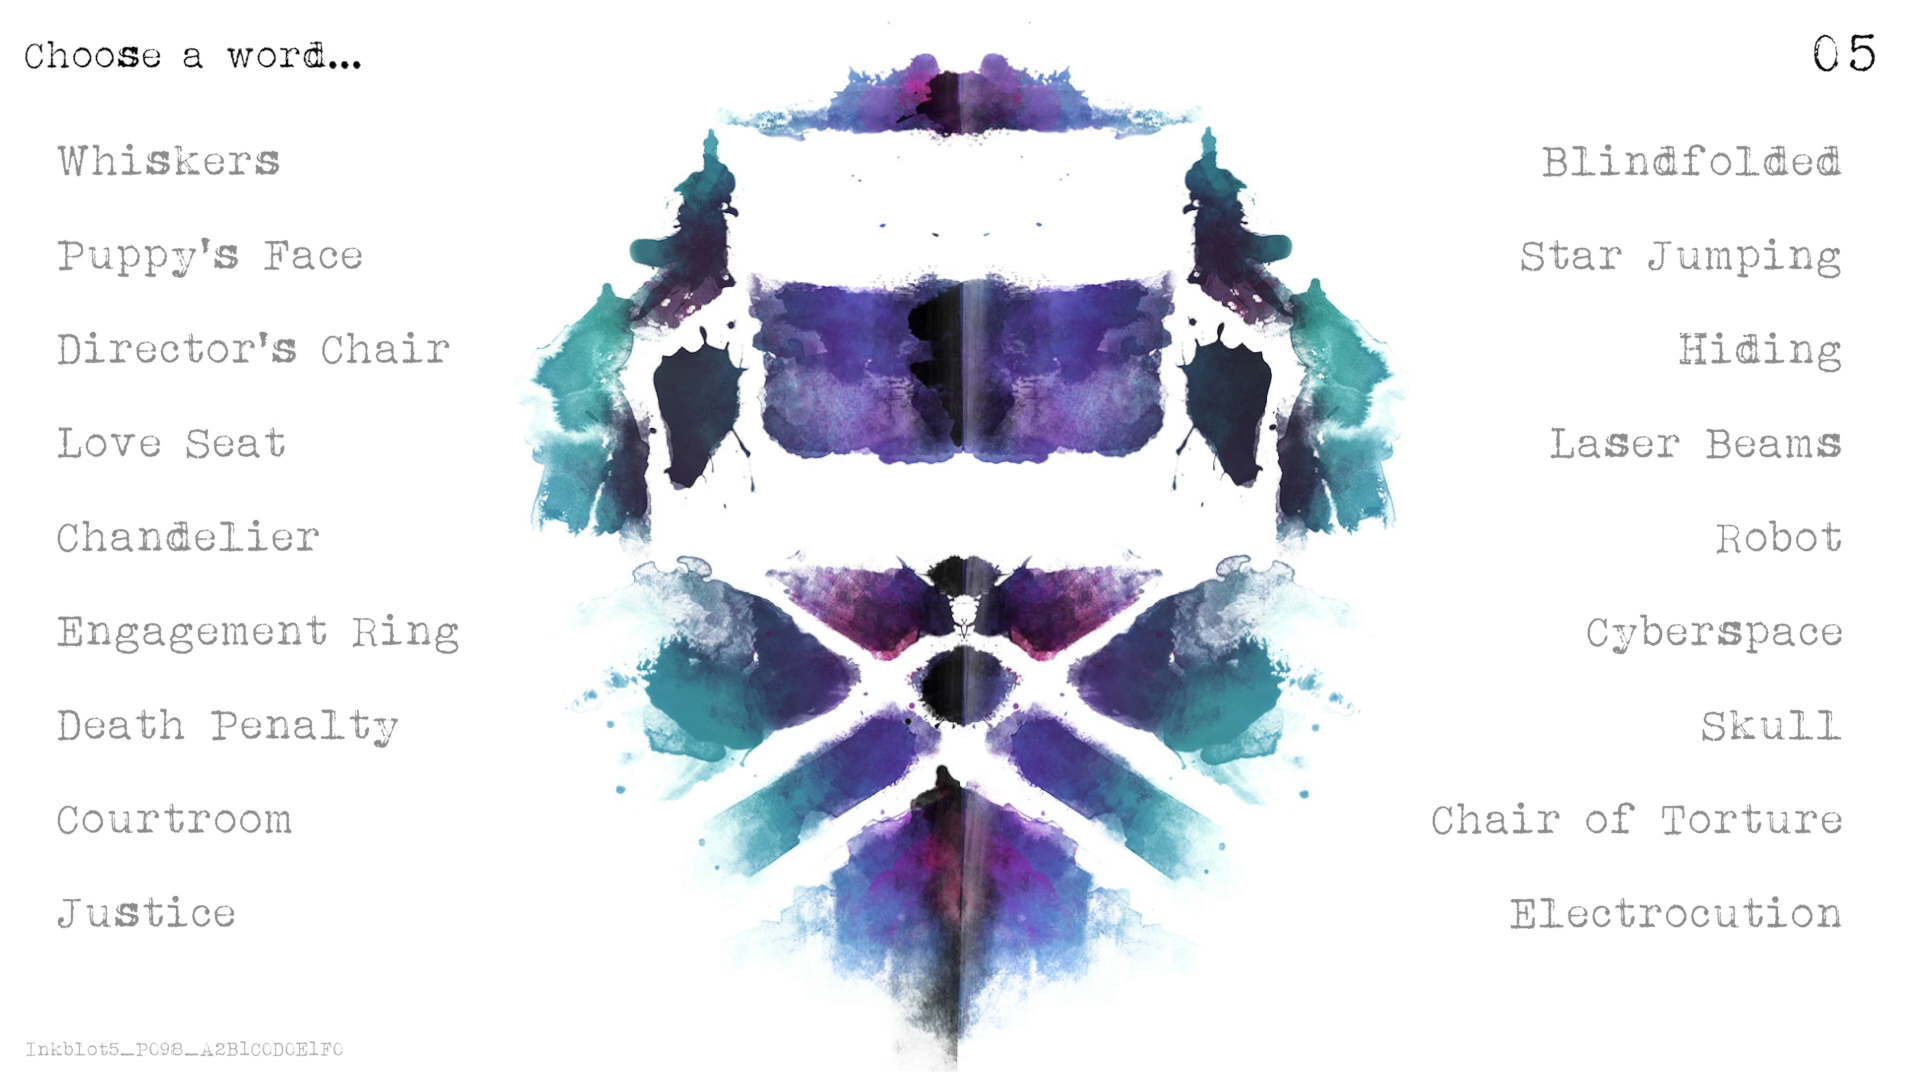 Choose a word...
05
Whiskers
Puppy's Face
Director's Chair
Love Seat
Chandelier
Engagement Ring
Death Penalty
Courtroom
Justice
Blindfolded
Star Jumping
Hiding
Laser Beams
Robot
Cyberspace
Skull
Chair of Torture
Electrocution
Inkblot5_P098_A2B1C0D0E1F0